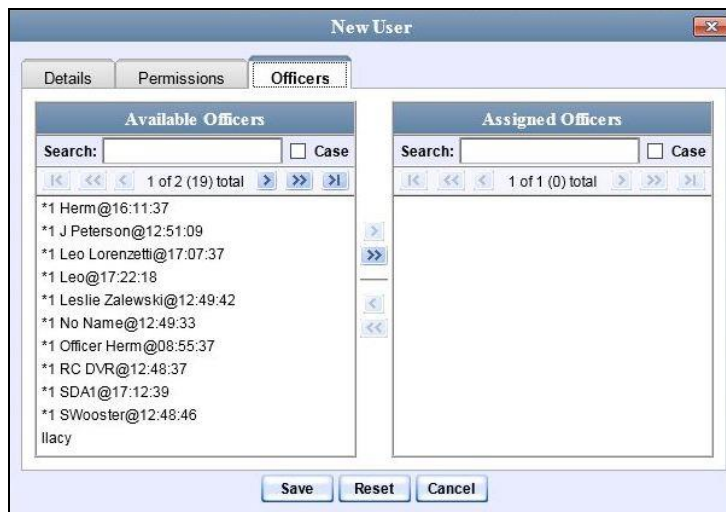 New User
Details Permissions Officers
Available Officers
Search: Case
1 of 2 (19) total
*1 Herm@16:11:37
*1 J Peterson@12:51:09
*1 Leo Lorenzetti@17:07:37
*1 Leo@17:22:18
*1 Leslie Zalewski@12:49:42
*1 No Name@12:49:33
*1 Officer Herm@08:55:37
*1 RC DVR@12:48:37
*1 SDA1@17:12:39
*1 SWooster@12:48:46
llacy
Assigned Officers
Search: Case
1 of 1 (0) total
Save Reset Cancel